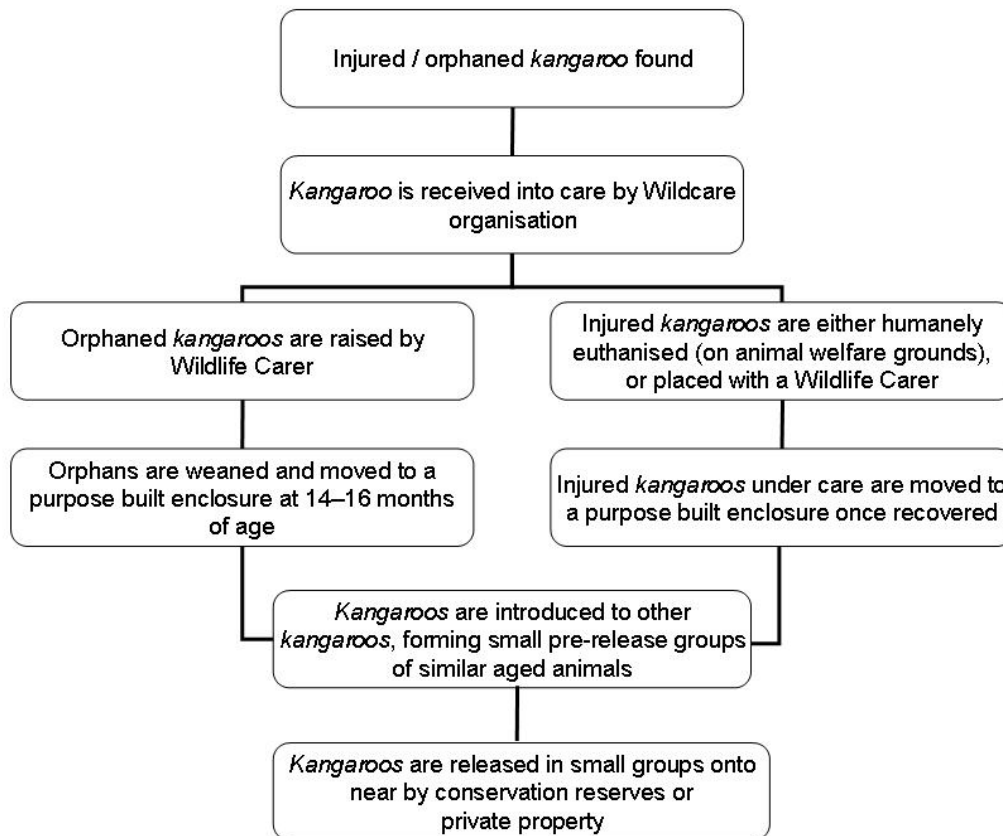 Injured / orphaned kangaroo found
Kangaroo is received into care by Wildcare
organisation
Orphaned kangaroos are raised by
Wildlife Carer
Injured kangaroos are either humanely
euthanised (on animal welfare grounds),
or placed with a Wildlife Carer
Orphans are weaned and moved to a
purpose built enclosure at 14–16 months
of age
Injured kangaroos under care are moved to
a purpose built enclosure once recovered
Kangaroos are introduced to other
kangaroos, forming small pre-release groups
of similar aged animals
Kangaroos are released in small groups onto
near by conservation reserves or
private property